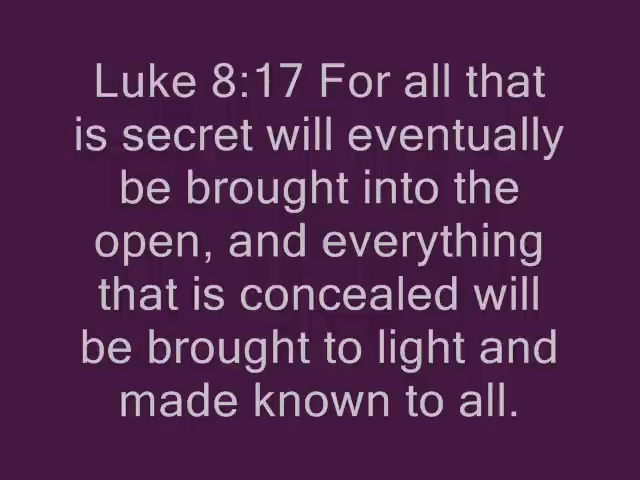 Luke 8:17 For all that
is secret will eventually
be brought into the
open, and everything
that is concealed will
be brought to light and
made known to all.